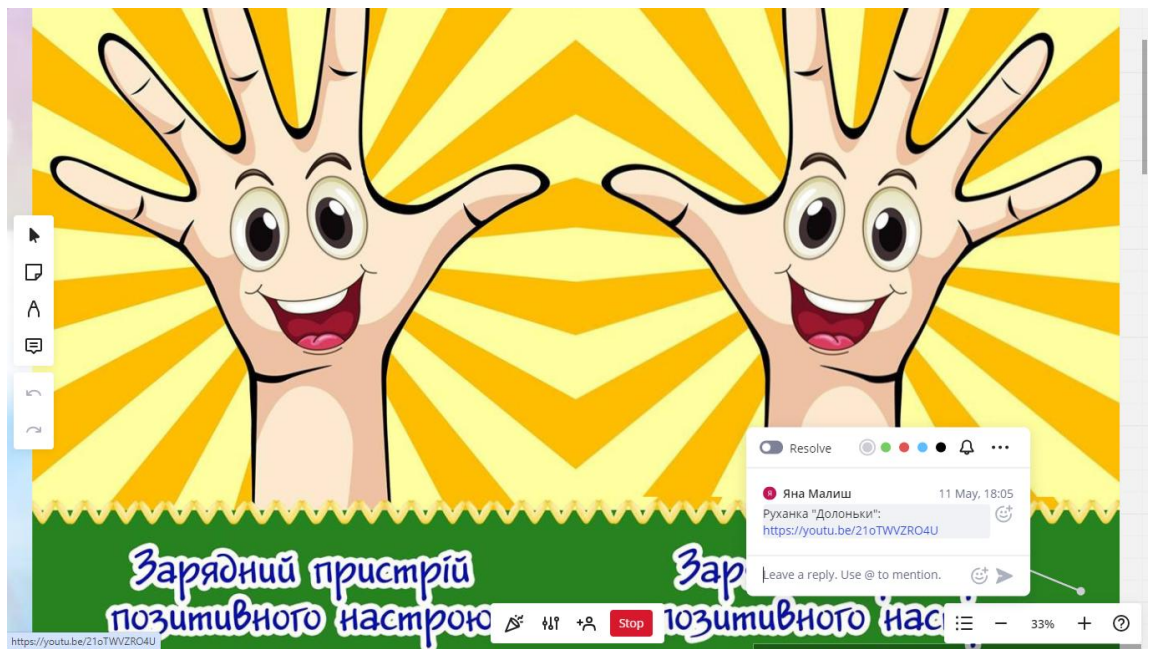 Resolve
Я Яна Малиш 11 May, 18:05
Руханка "Долоньки":
https://youtu.be/21oTWVZRO4U
Leave a reply. Use @ to mention.
Зарядний пристрій
позитивного настрою
позитивного
Stop
33%
https://youtu.be/21oTWVZRO4U